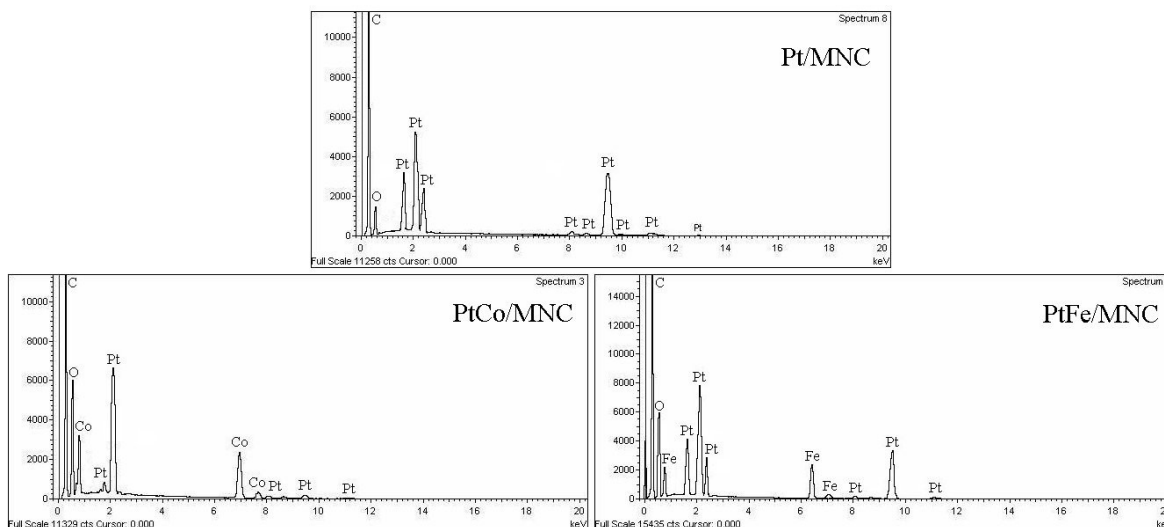 Spectrum 8
Pt/MNC
C
O
Pt
Pt
Pt
Pt
Pt
Pt
Pt
Pt
Pt
10000
8000
6000
4000
2000
0
0 2 4 6 8 10 12 14 16 18 20
Full Scale 11258 cts Cursor: 0.000 keV
Spectrum 3
PtCo/MNC
C
O
Co
Pt
Pt
Co
Co
Pt
Pt
Pt
10000
8000
6000
4000
2000
0
0 2 4 6 8 10 12 14 16 18 20
Full Scale 11329 cts Cursor: 0.000 keV
Spectrum
PtFe/MNC
C
O
Fe
Pt
Pt
Pt
Fe
Fe
Pt
Pt
Pt
14000
12000
10000
8000
6000
4000
2000
0
0 2 4 6 8 10 12 14 16 18
Full Scale 15435 cts Cursor: 0.000